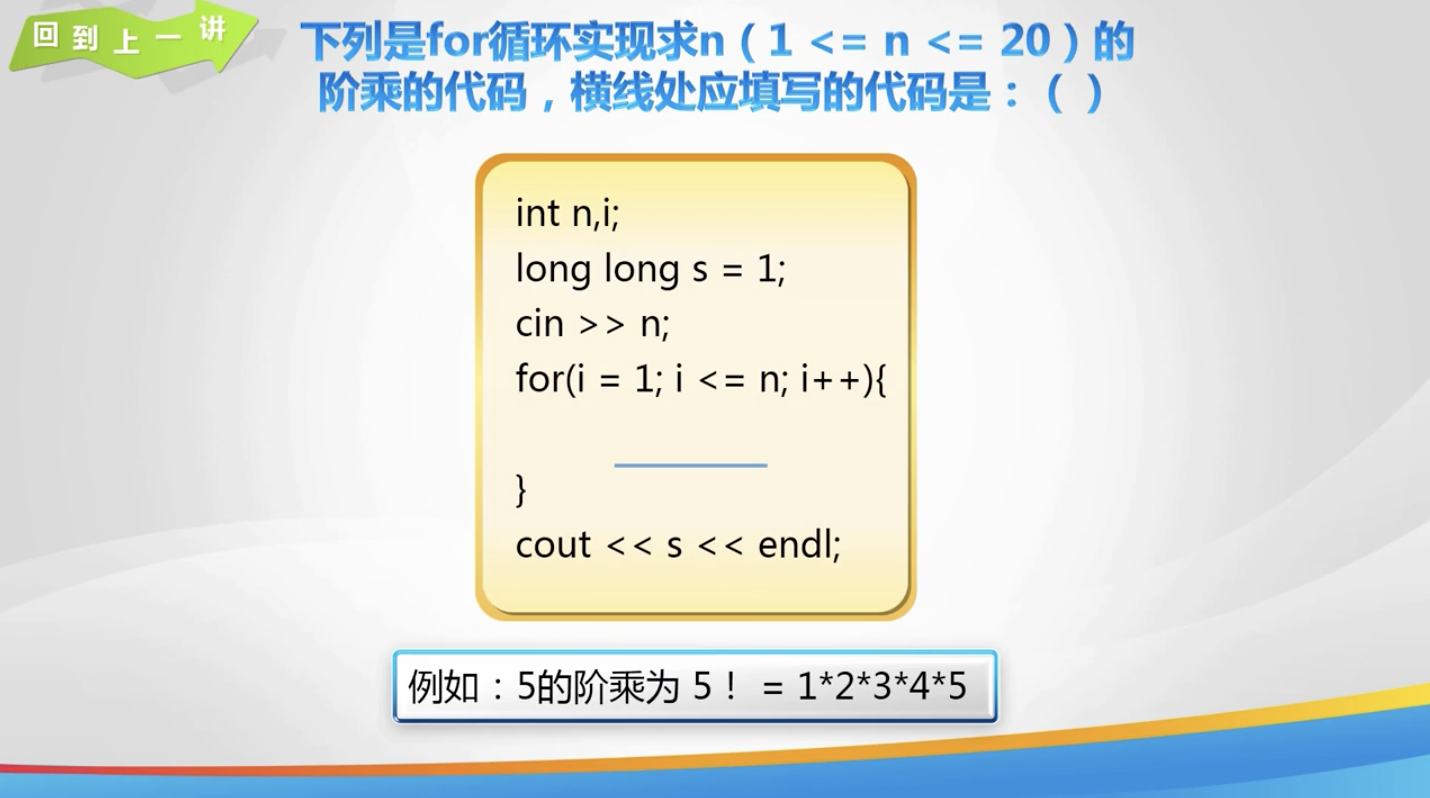 回到上一讲
下列是for循环实现求n（1 <= n <= 20）的
阶乘的代码，横线处应填写的代码是：（ ）
int n,i;
long long s = 1;
cin >> n;
for(i = 1; i <= n; i++){
}
cout << s << endl;
例如：5的阶乘为 5！ = 1*2*3*4*5